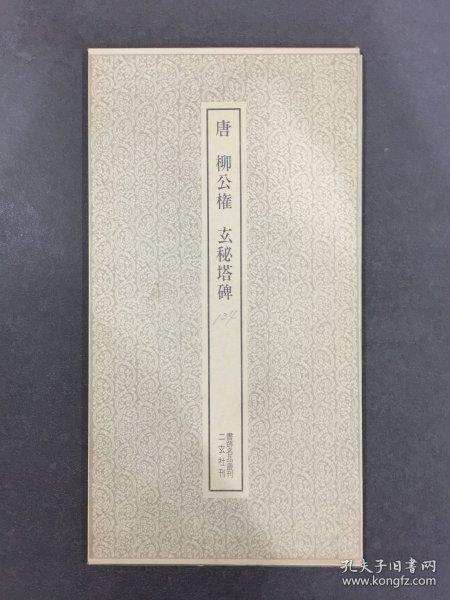 唐 柳公権 玄秘塔碑
134
書跡名品叢刊
二玄社刊
孔夫子旧书网
www.kongfz.com